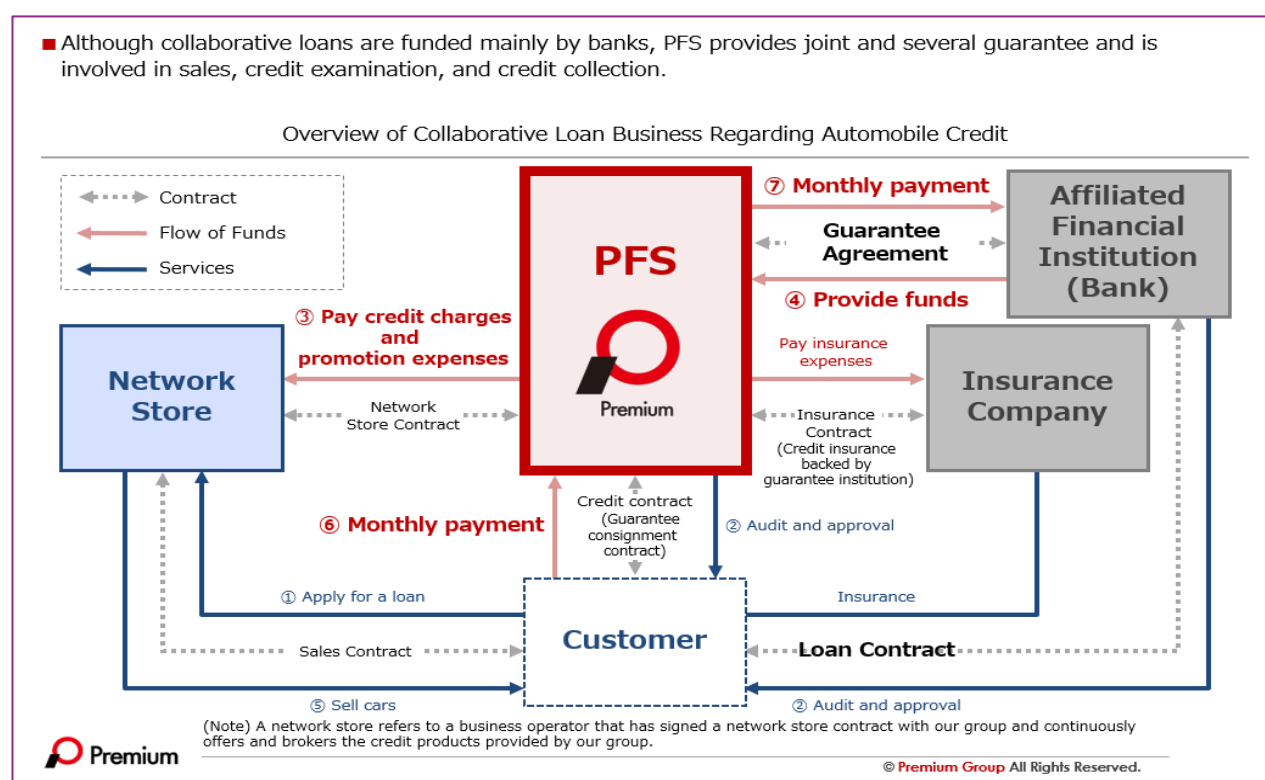 ■ Although collaborative loans are funded mainly by banks, PFS provides joint and several guarantee and is
involved in sales, credit examination, and credit collection.
Overview of Collaborative Loan Business Regarding Automobile Credit
Contract
Flow of Funds
Services
PFS
Premium
⑦ Monthly payment
Guarantee
Agreement
④ Provide funds
Affiliated
Financial
Institution
(Bank)
③ Pay credit charges
and
promotion expenses
Network
Store
Network
Store Contract
Pay insurance
expenses
Insurance
Company
Insurance
Contract
(Credit insurance
backed by
guarantee institution)
⑥ Monthly payment
Credit contract
(Guarantee
consignment
contract)
② Audit and approval
① Apply for a loan
Insurance
Customer
Sales Contract
Loan Contract
⑤ Sell cars
② Audit and approval
(Note) A network store refers to a business operator that has signed a network store contract with our group and continuously
offers and brokers the credit products provided by our group.
Premium
© Premium Group All Rights Reserved.